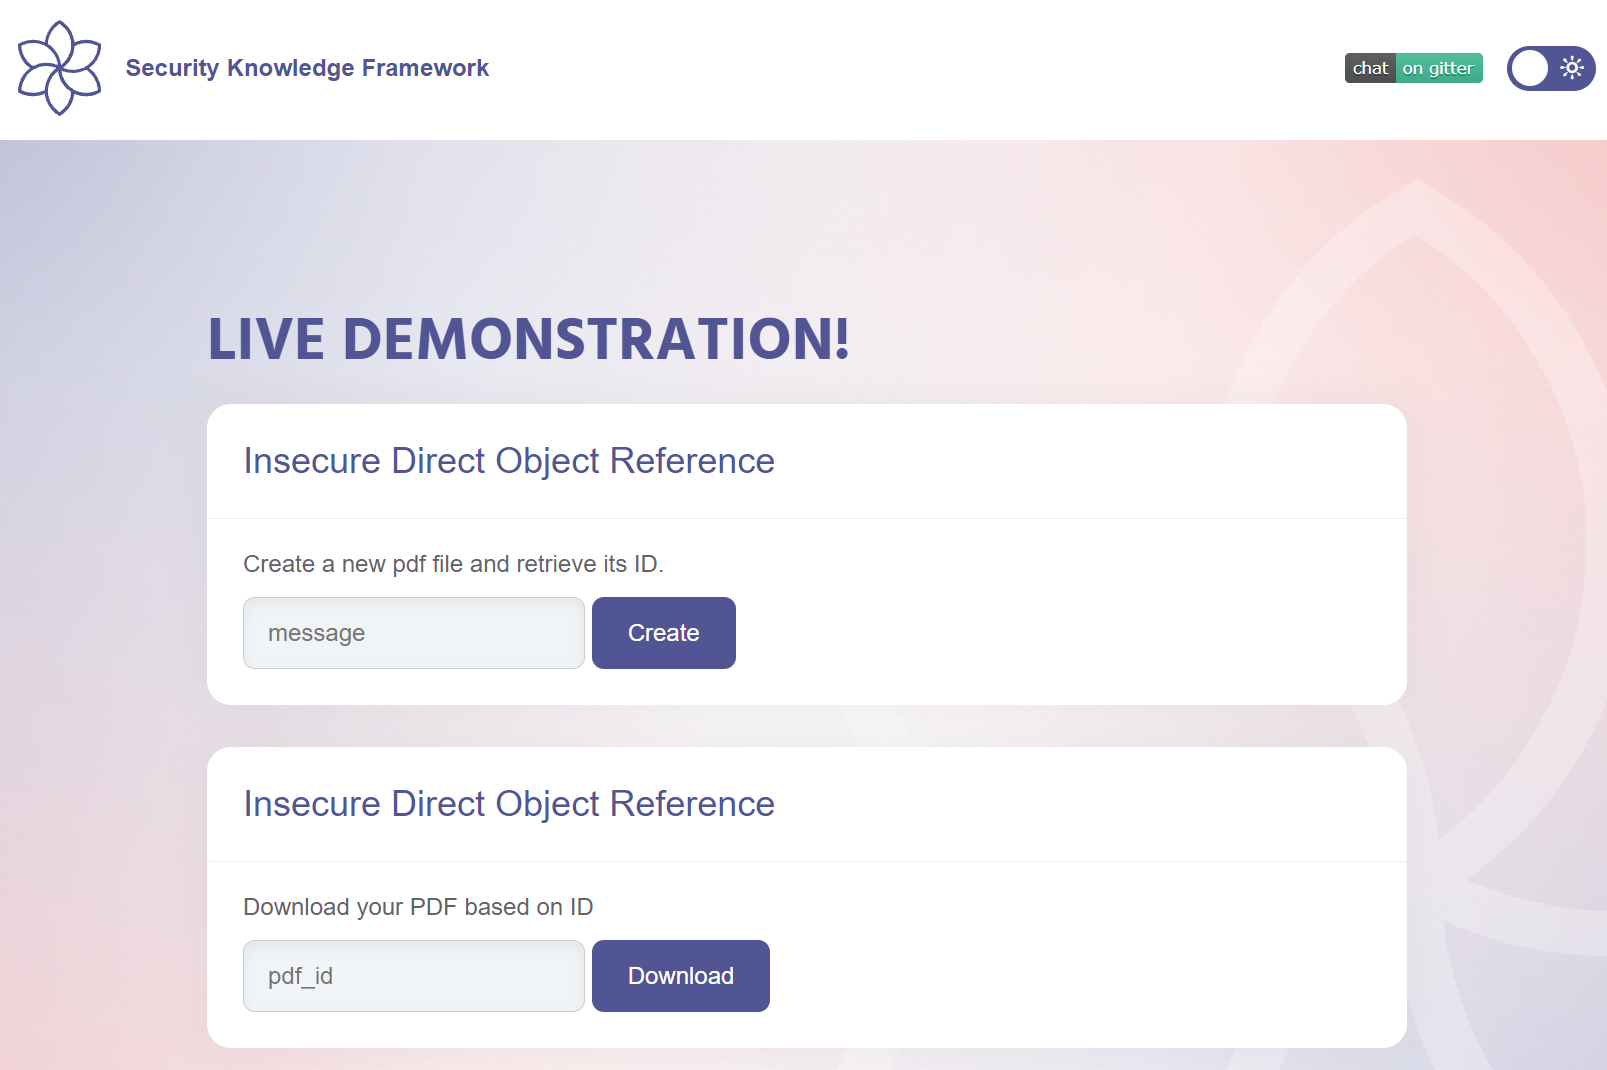 Security Knowledge Framework
chat on gitter
LIVE DEMONSTRATION!
Insecure Direct Object Reference
Create a new pdf file and retrieve its ID.
message Create
Insecure Direct Object Reference
Download your PDF based on ID
pdf_id Download